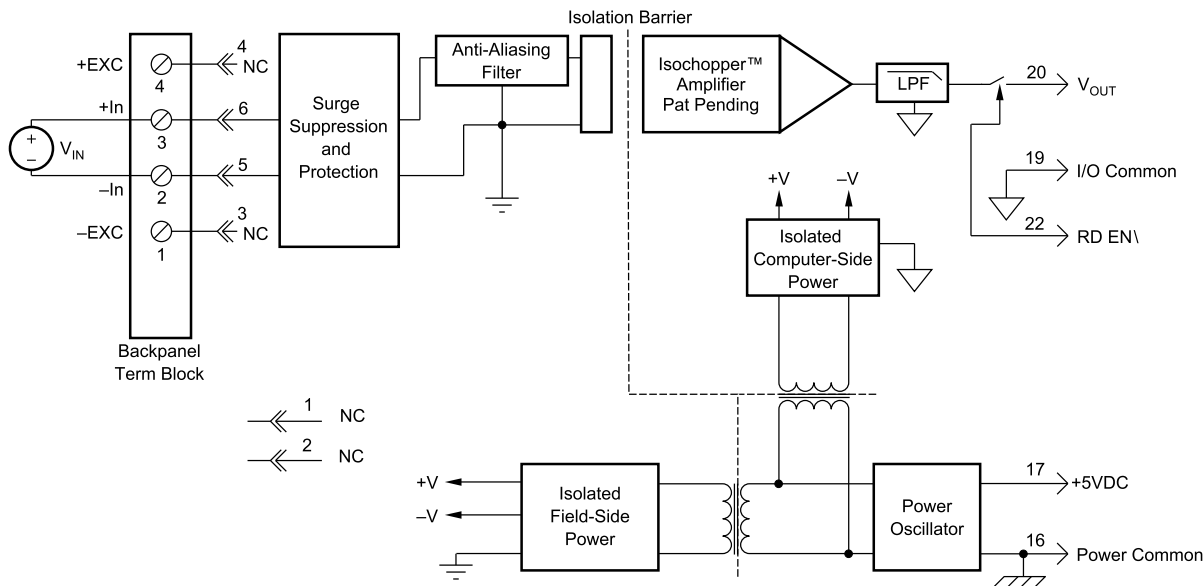 Isolation Barrier
+EXC
4
4
NC
+In
3
6
+
−
V_IN
−In
2
5
−EXC
1
3
NC
Backpanel
Term Block
Surge
Suppression
and
Protection
Anti-Aliasing
Filter
Isochopper™
Amplifier
Pat Pending
LPF
20
V_OUT
19
I/O Common
22
RD EN\
+V
−V
Isolated
Computer-Side
Power
1
NC
2
NC
+V
−V
Isolated
Field-Side
Power
Power
Oscillator
17
+5VDC
16
Power Common